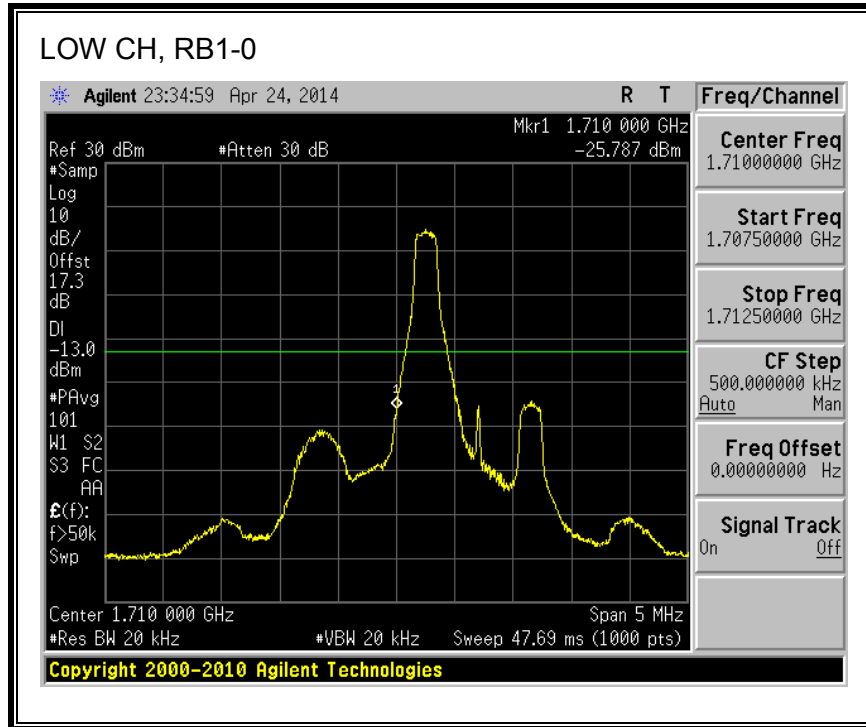 LOW CH, RB1-0
Agilent 23:34:59 Apr 24, 2014 R T
Freq/Channel
Mkr1 1.710 000 GHz
Ref 30 dBm #Atten 30 dB -25.787 dBm
#Samp
Log
10
dB/
Offst
17.3
dB
DI
-13.0
dBm
#PAvg
101
W1 S2
S3 FC
AA
£(f):
f>50k
Swp
1
Center 1.710 000 GHz Span 5 MHz
#Res BW 20 kHz #VBW 20 kHz Sweep 47.69 ms (1000 pts)
Center Freq
1.71000000 GHz
Start Freq
1.70750000 GHz
Stop Freq
1.71250000 GHz
CF Step
500.000000 kHz
Auto Man
Freq Offset
0.00000000 Hz
Signal Track
On Off
Copyright 2000-2010 Agilent Technologies